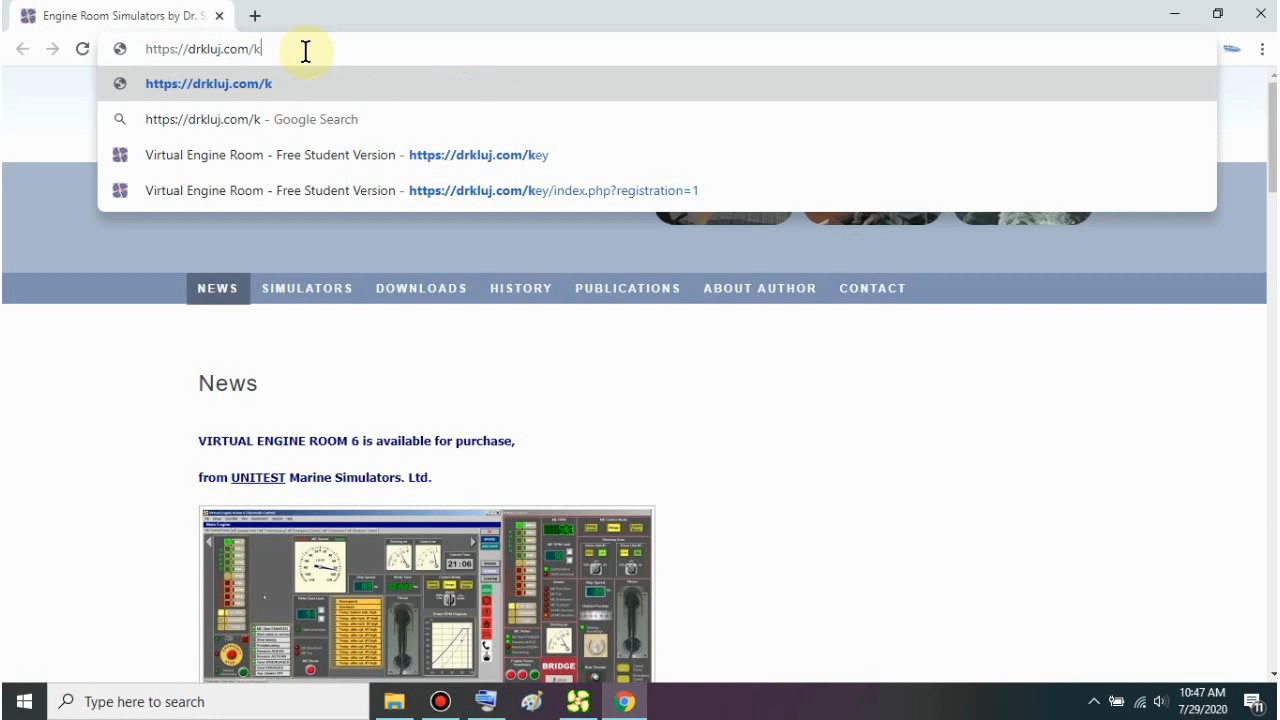 Engine Room Simulators by Dr. S
https://drkluj.com/k
https://drkluj.com/k
https://drkluj.com/k - Google Search
Virtual Engine Room - Free Student Version - https://drkluj.com/key
Virtual Engine Room - Free Student Version - https://drkluj.com/key/index.php?registration=1
NEWS SIMULATORS DOWNLOADS HISTORY PUBLICATIONS ABOUT AUTHOR CONTACT
News
VIRTUAL ENGINE ROOM 6 is available for purchase,
from UNITEST Marine Simulators. Ltd.
21:06
BRIDGE
Type here to search
10:47 AM
7/29/2020
11